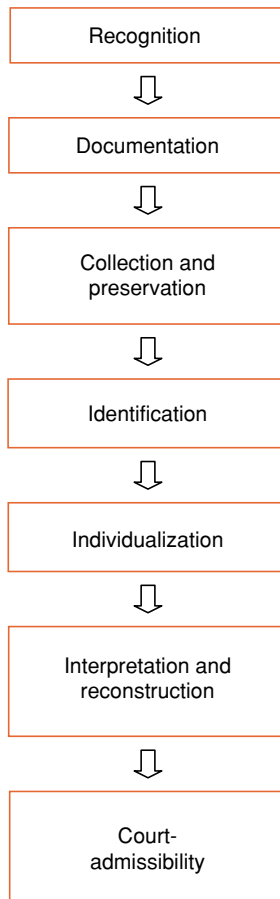 Recognition
Documentation
Collection and
preservation
Identification
Individualization
Interpretation and
reconstruction
Court-
admissibility